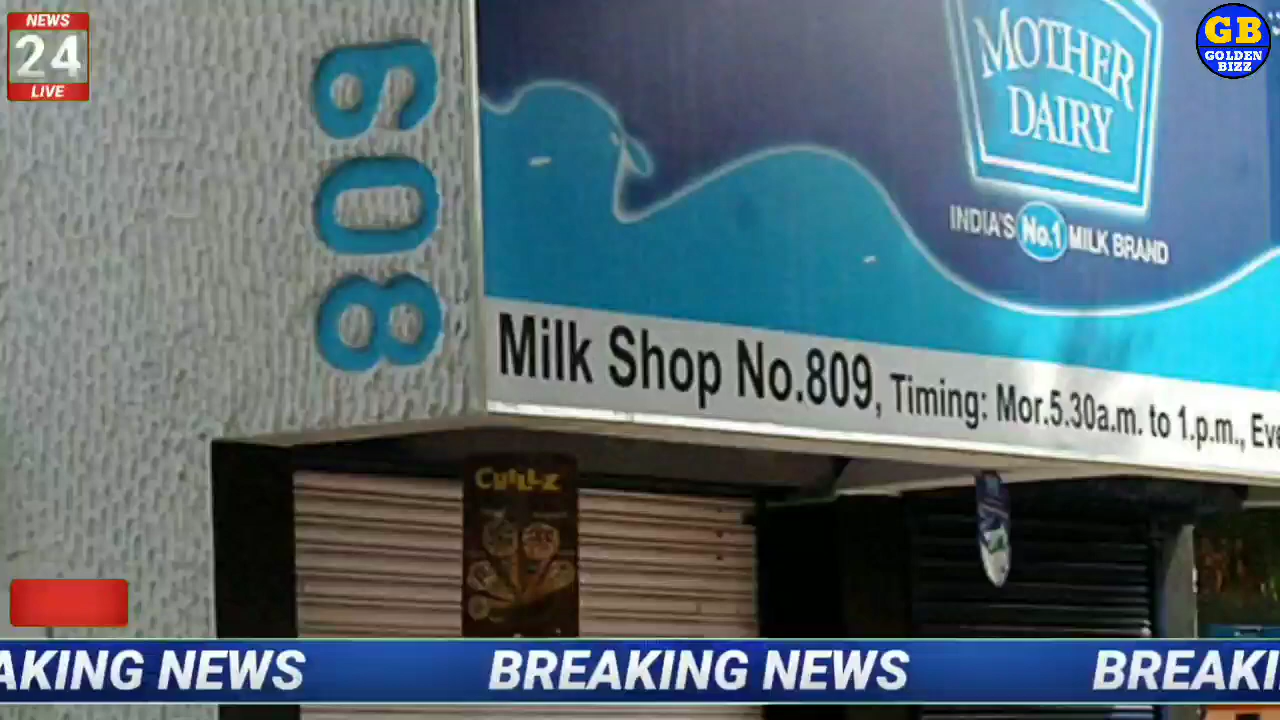 NEWS
24
LIVE
GB
GOLDEN
BIZZ
809
MOTHER
DAIRY
INDIA'S No.1 MILK BRAND
Milk Shop No.809, Timing: Mor.5.30a.m. to 1.p.m., Eve
CHILLZ
AKING NEWS BREAKING NEWS BREAKI